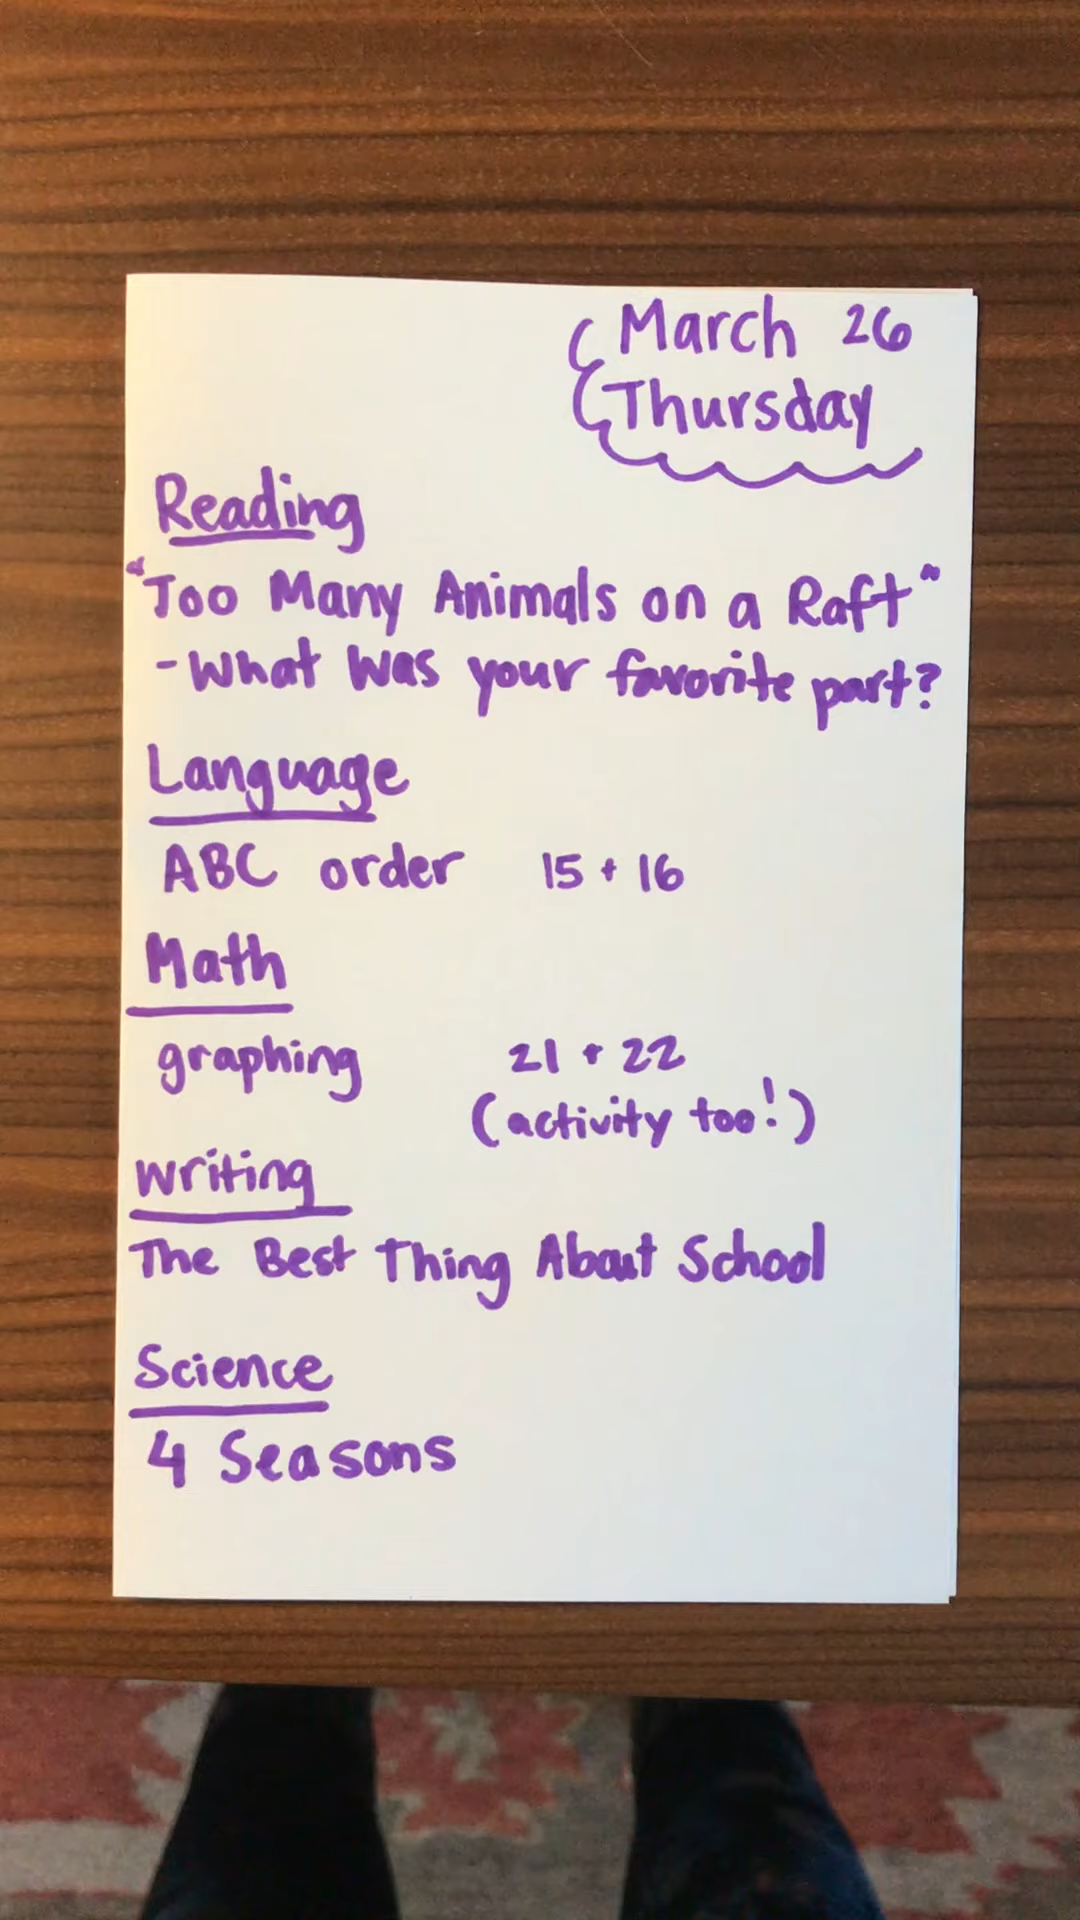 March 26
Thursday
Reading
"Too Many Animals on a Raft"
- What was your favorite part?
Language
ABC order 15 + 16
Math
graphing 21 + 22
(activity too!)
Writing
The Best Thing About School
Science
4 Seasons